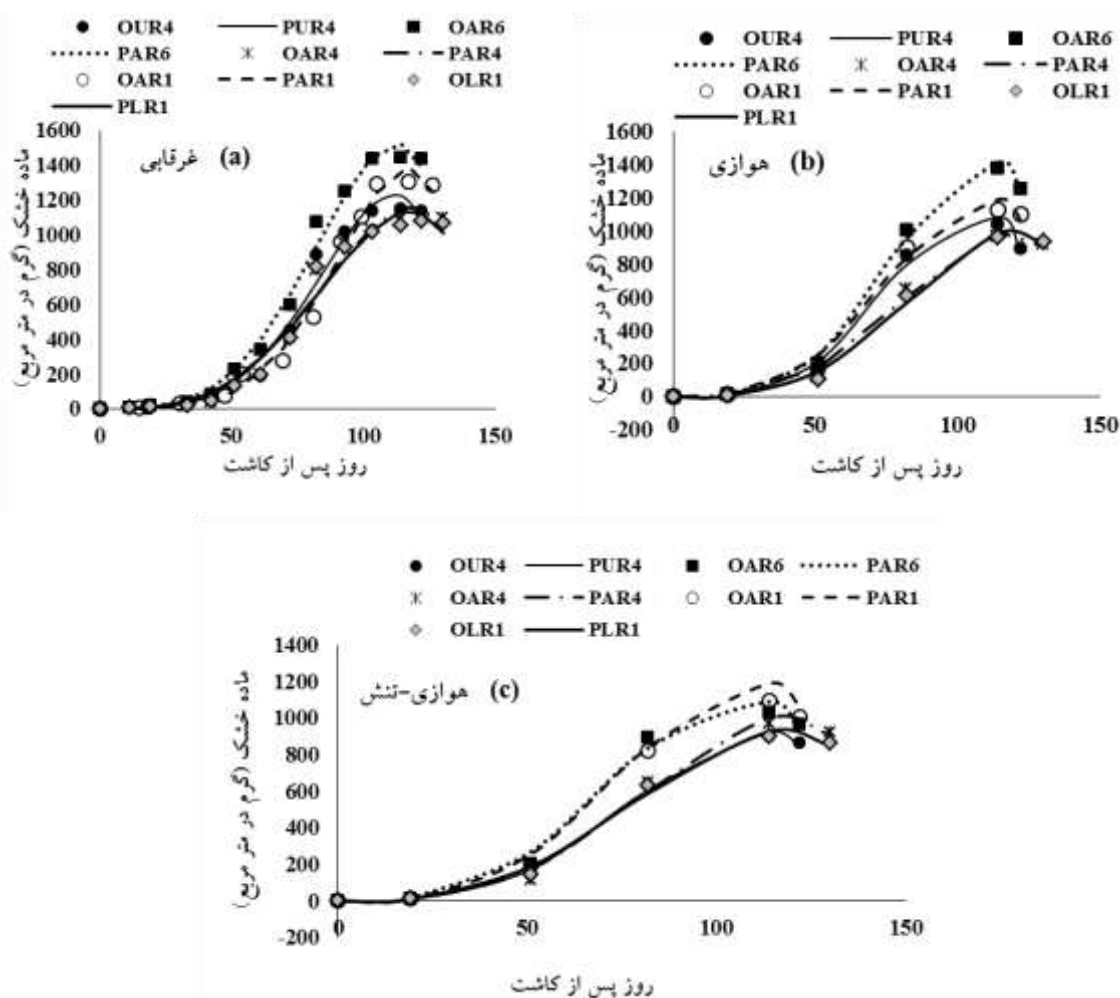 OUR4 PUR4 OAR6
PAR6 OAR4 PAR4
OAR1 PAR1 OLR1
PLR1
(a) غرقابی
ماده خشک (گرم در متر مربع)
1600
1400
1200
1000
800
600
400
200
0
0 50 100 150
روز پس از کاشت
OUR4 PUR4 OAR6
PAR6 OAR4 PAR4
OAR1 PAR1 OLR1
PLR1
(b) هوازی
ماده خشک (گرم در متر مربع)
1600
1400
1200
1000
800
600
400
200
0
-200
0 50 100 150
روز پس از کاشت
OUR4 PUR4 OAR6 PAR6
OAR4 PAR4 OAR1 PAR1
OLR1 PLR1
(c) هوازی-تنش
ماده خشک (گرم در متر مربع)
1400
1200
1000
800
600
400
200
0
-200
0 50 100 150
روز پس از کاشت